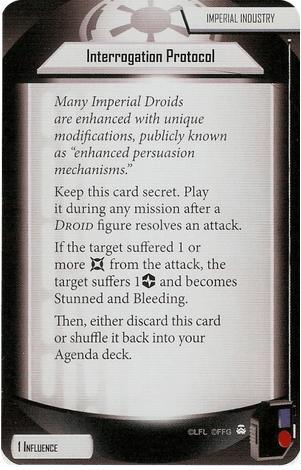 IMPERIAL INDUSTRY
Interrogation Protocol
Many Imperial Droids
are enhanced with unique
modifications, publicly known
as “enhanced persuasion
mechanisms.”
Keep this card secret. Play
it during any mission after a
DROID figure resolves an attack.
If the target suffered 1 or
more from the attack, the
target suffers 1 and becomes
Stunned and Bleeding.
Then, either discard this card
or shuffle it back into your
Agenda deck.
©LFL ©FFG
1 INFLUENCE